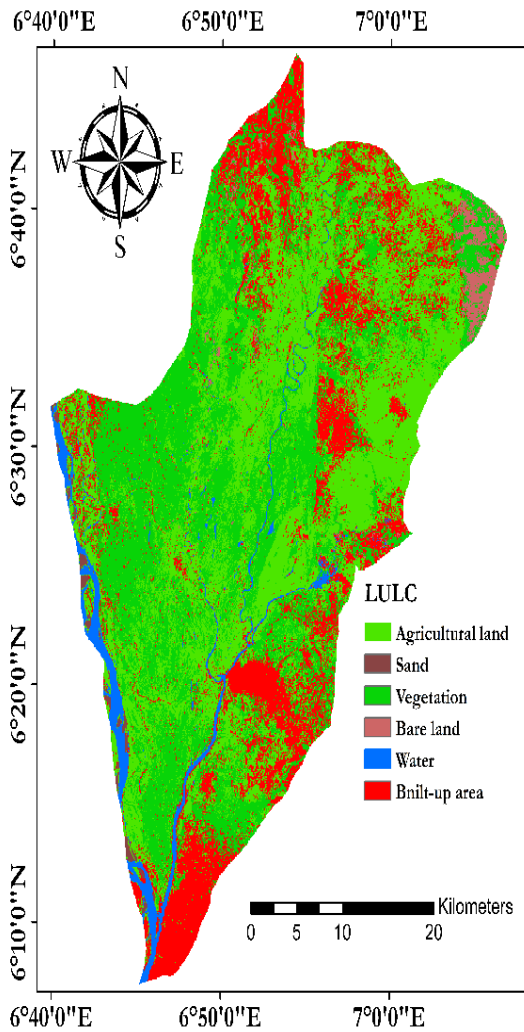 6°40'0"E 6°50'0"E 7°0'0"E
N
W E
S
6°40'0"N
6°30'0"N
6°20'0"N
6°10'0"N
LULC
Agricultural land
Sand
Vegetation
Bare land
Water
Bnilt-up area
Kilometers
0 5 10 20
6°40'0"E 6°50'0"E 7°0'0"E